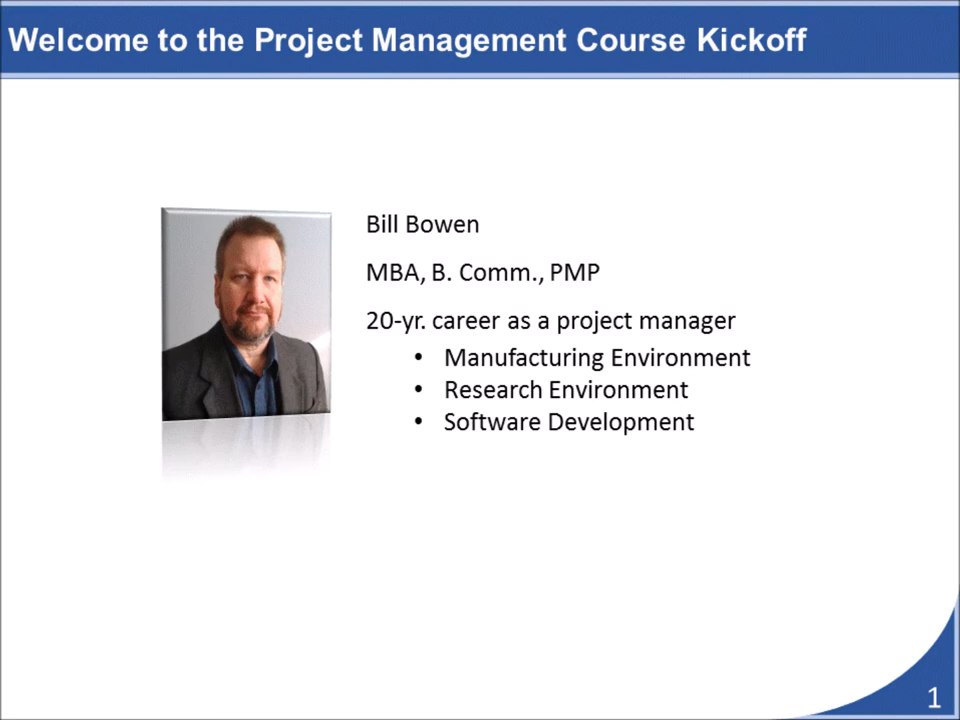 Welcome to the Project Management Course Kickoff
Bill Bowen
MBA, B. Comm., PMP
20-yr. career as a project manager
• Manufacturing Environment
• Research Environment
• Software Development
1